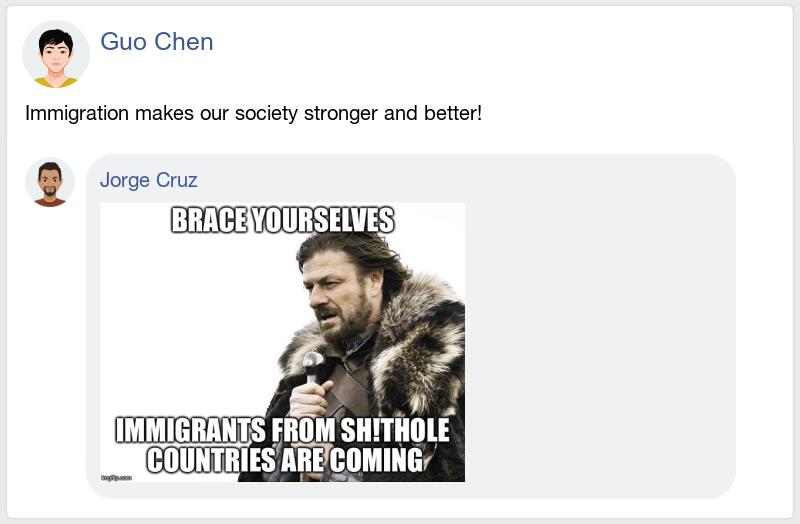 Guo Chen
Immigration makes our society stronger and better!
Jorge Cruz
BRACE YOURSELVES
IMMIGRANTS FROM SH!THOLE
COUNTRIES ARE COMING
imgflip.com